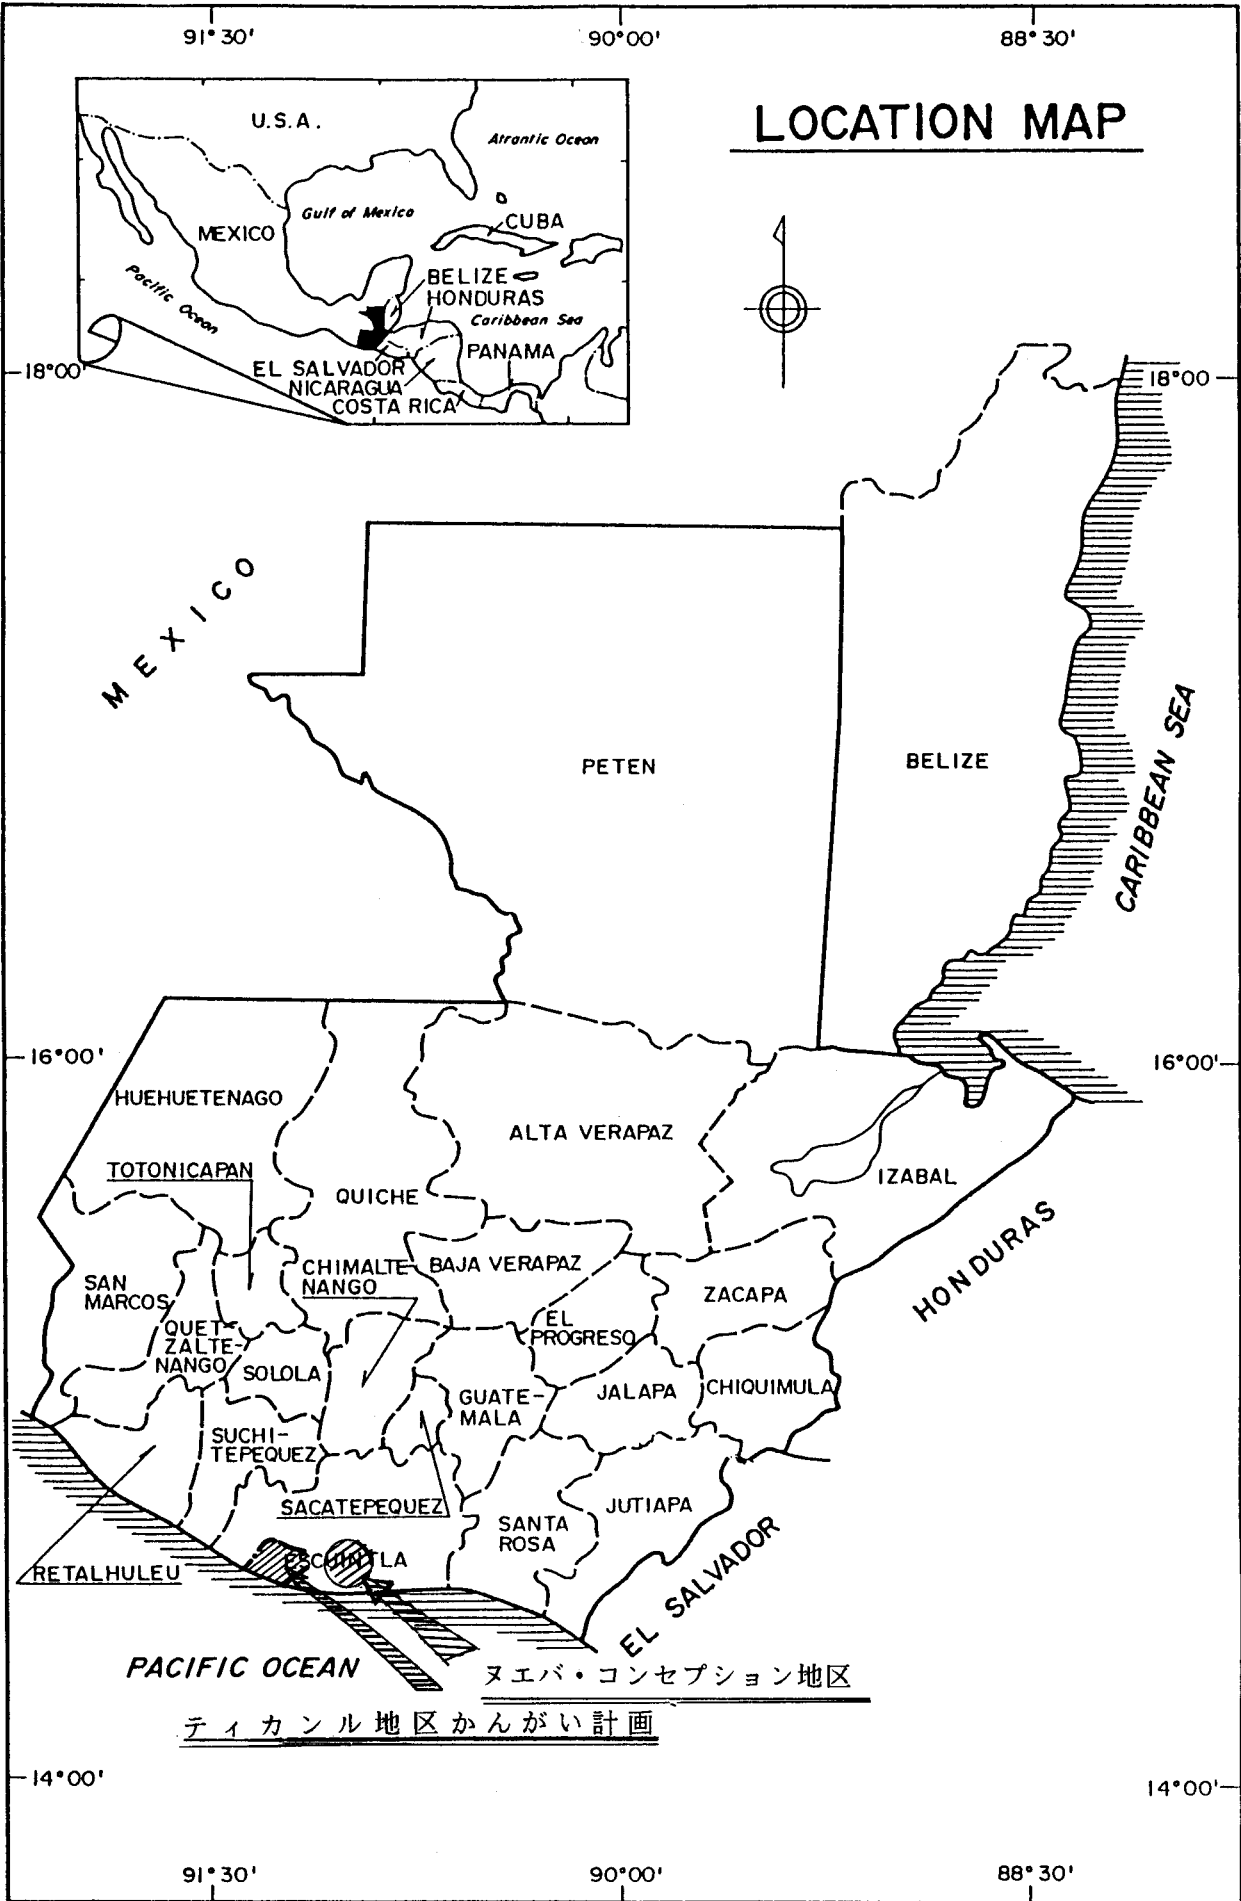 91°30'
90°00'
88°30'
LOCATION MAP
U.S.A.
Atrantic Ocean
Gulf of Mexico
CUBA
MEXICO
Pacific Ocean
BELIZE
HONDURAS
Caribbean Sea
PANAMA
EL SALVADOR
NICARAGUA
COSTA RICA
18°00'
18°00
MEXICO
PETEN
BELIZE
CARIBBEAN SEA
16°00'
16°00'
HUEHUETENAGO
ALTA VERAPAZ
TOTONICAPAN
QUICHE
IZABAL
HONDURAS
CHIMALTE-
NANGO
BAJA VERAPAZ
SAN
MARCOS
ZACAPA
EL
PROGRESO
QUET-
ZALTE-
NANGO
SOLOLA
GUATE-
MALA
JALAPA
CHIQUIMULA
SUCHI-
TEPEQUEZ
SACATEPEQUEZ
SANTA
ROSA
JUTIAPA
RETALHULEU
ESCUINTLA
EL SALVADOR
PACIFIC OCEAN
ヌエバ・コンセプション地区
ティカンル地区かんがい計画
14°00'
14°00'
91°30'
90°00'
88°30'